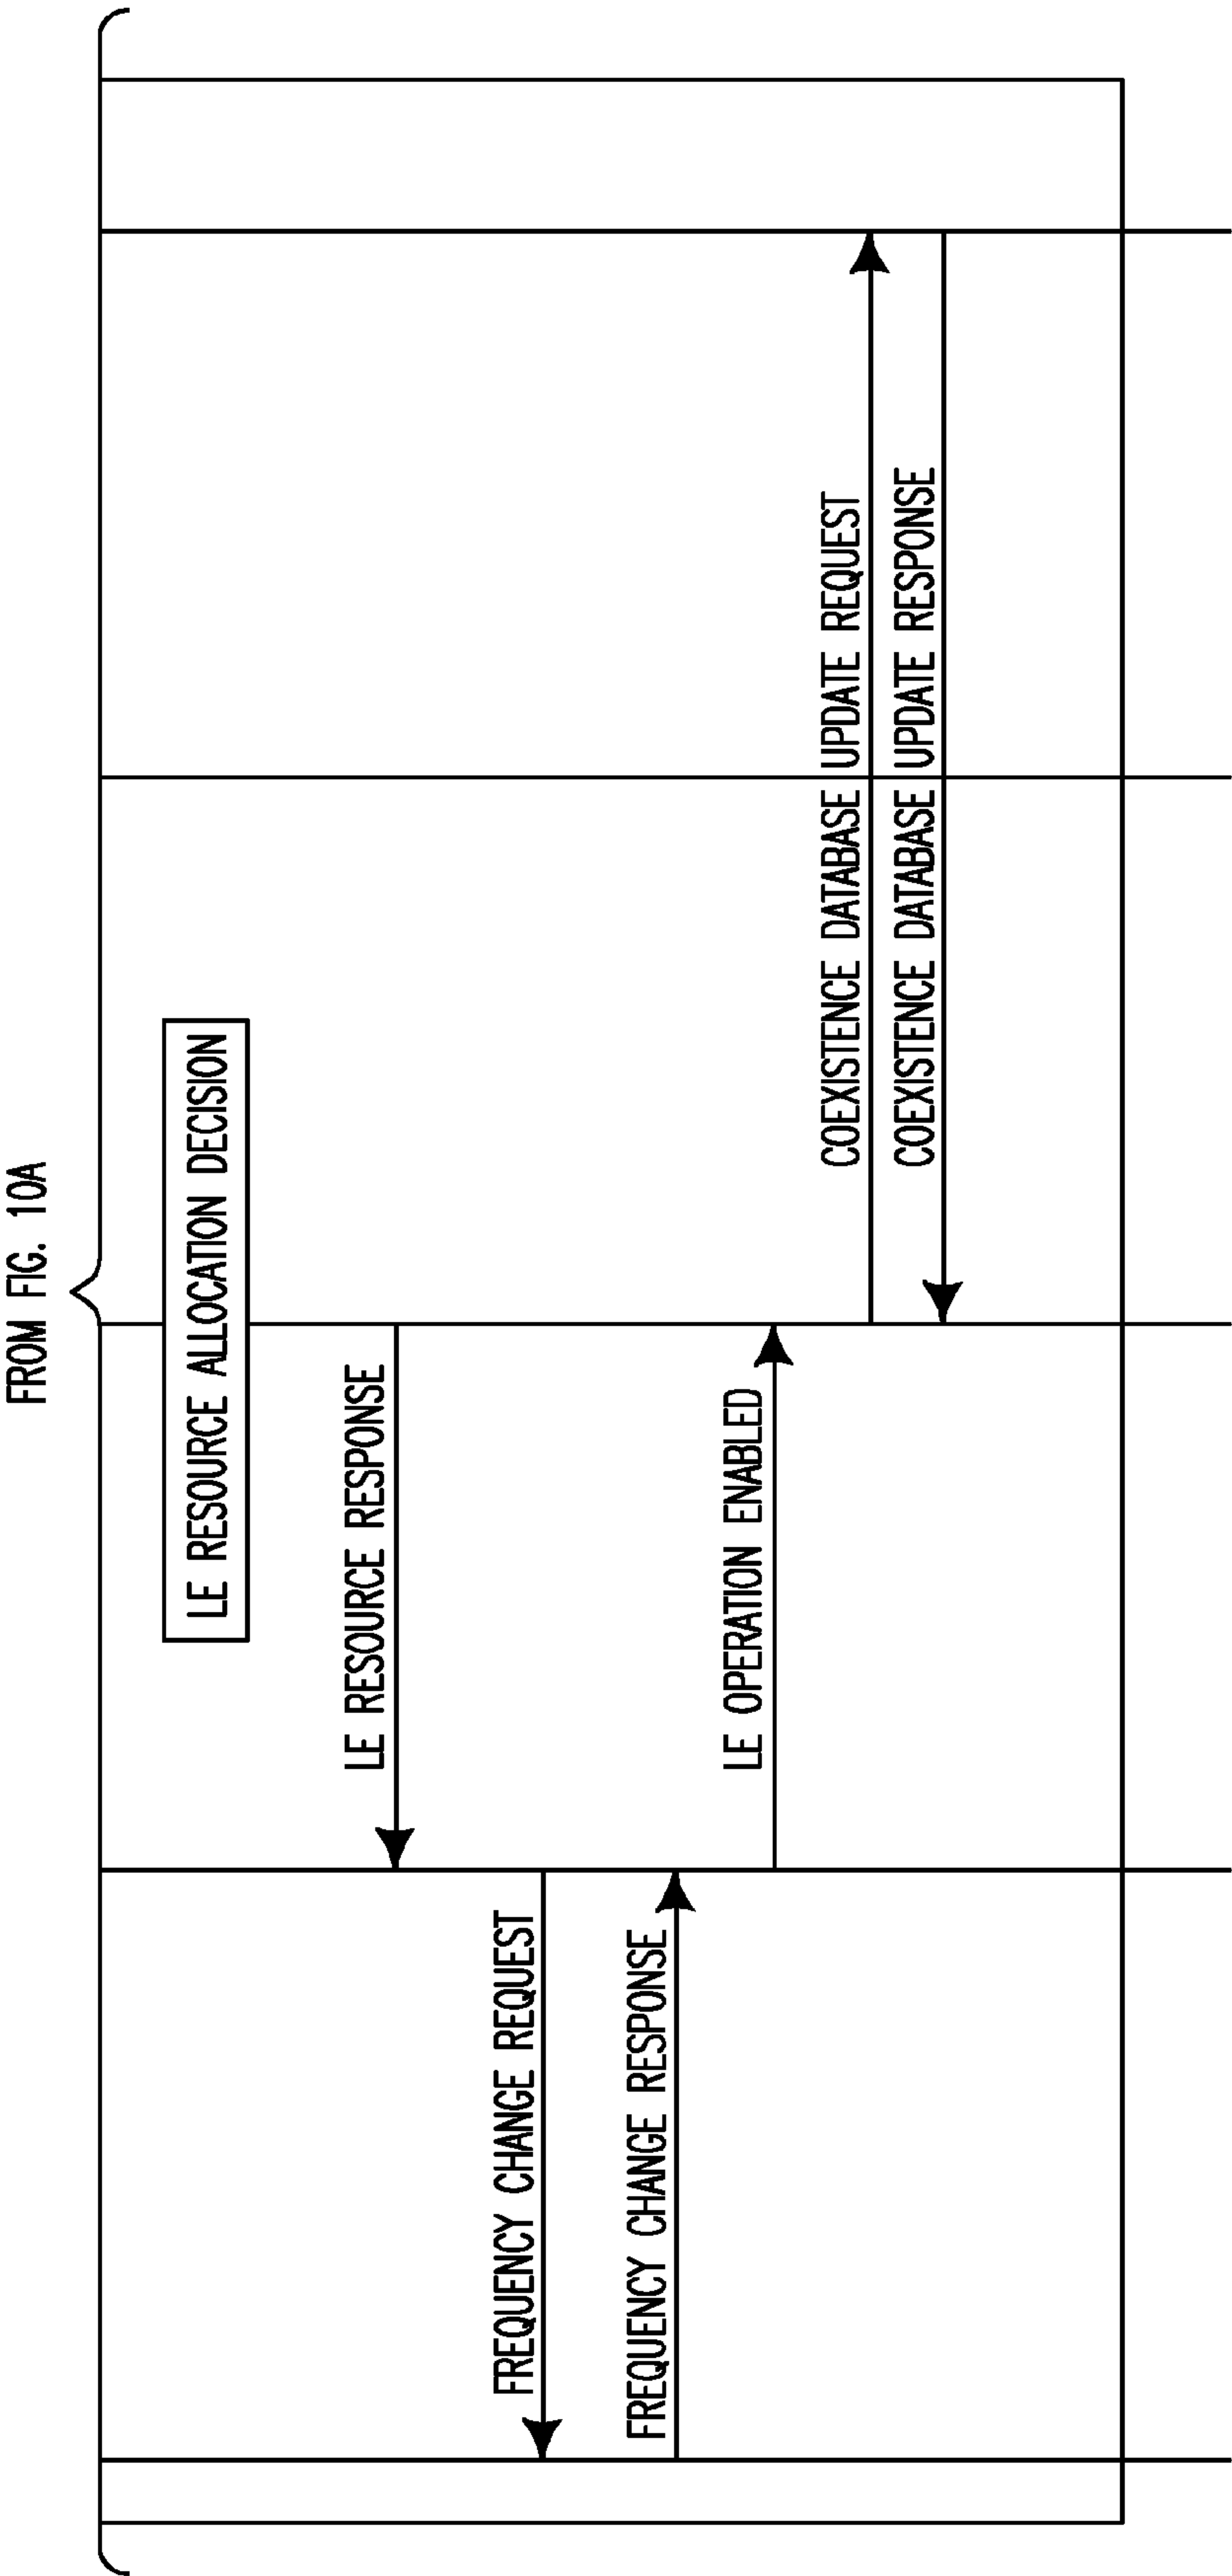 FROM FIG. 10A
LE RESOURCE ALLOCATION DECISION
LE RESOURCE RESPONSE
FREQUENCY CHANGE REQUEST
FREQUENCY CHANGE RESPONSE
LE OPERATION ENABLED
COEXISTENCE DATABASE UPDATE REQUEST
COEXISTENCE DATABASE UPDATE RESPONSE